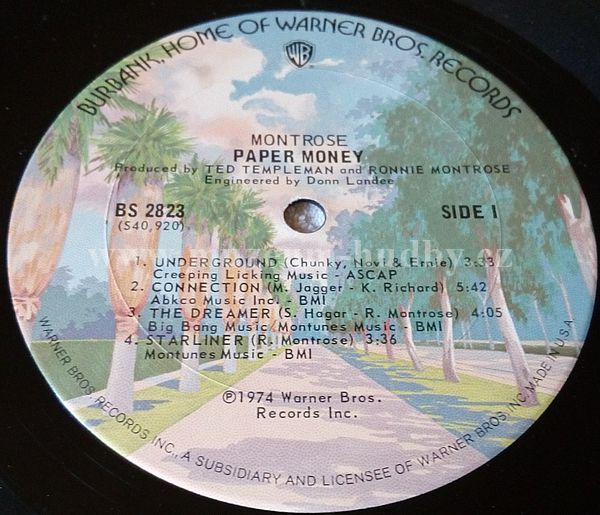 BURBANK, HOME OF WARNER BROS. RECORDS
WB
MONTROSE
PAPER MONEY
Produced by TED TEMPLEMAN and RONNIE MONTROSE
Engineered by Donn Landee
BS 2823
(S40,920)
SIDE 1
1. UNDERGROUND (Chunky, Novi & Ernie) 3:33
Creeping Licking Music - ASCAP
2. CONNECTION (M. Jagger - K. Richard) 5:42
Abkco Music Inc. - BMI
3. THE DREAMER (S. Hagar - R. Montrose) 4:05
Big Bang Music/Montunes Music - BMI
4. STARLINER (R. Montrose) 3:36
Montunes Music - BMI
℗1974 Warner Bros.
Records Inc.
WARNER BROS. RECORDS INC., A SUBSIDIARY AND LICENSEE OF WARNER BROS. INC. MADE IN U.S.A.